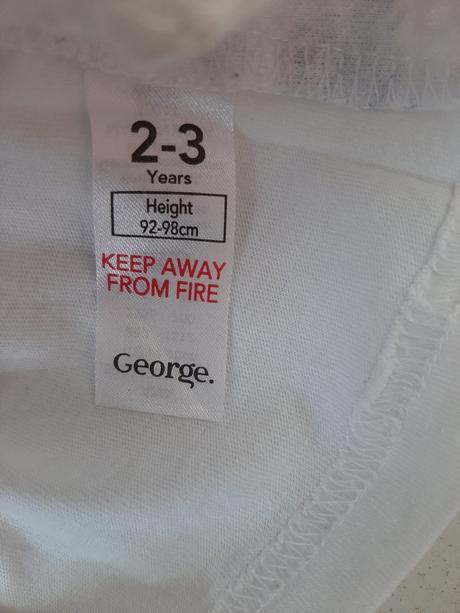 2-3
Years
Height
92-98cm
KEEP AWAY
FROM FIRE
George.